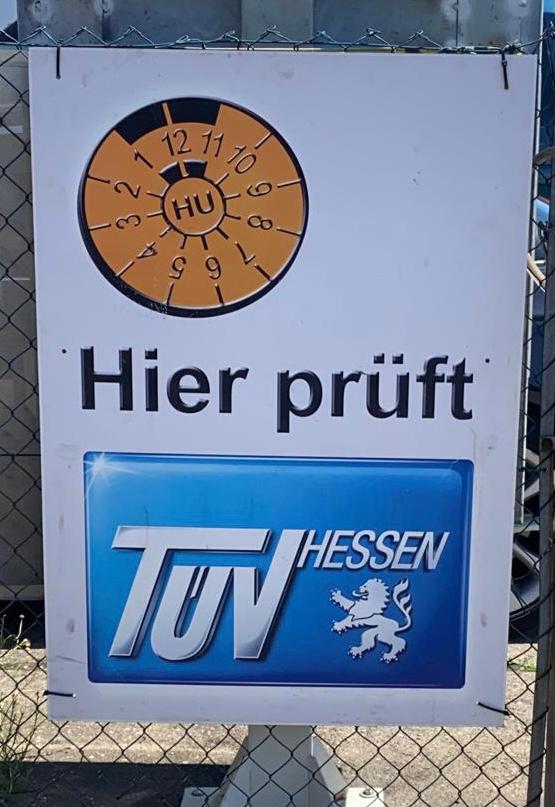 12 11 10 9 8 7 6 5 4 3 2 1
HU
Hier prüft
TÜV HESSEN